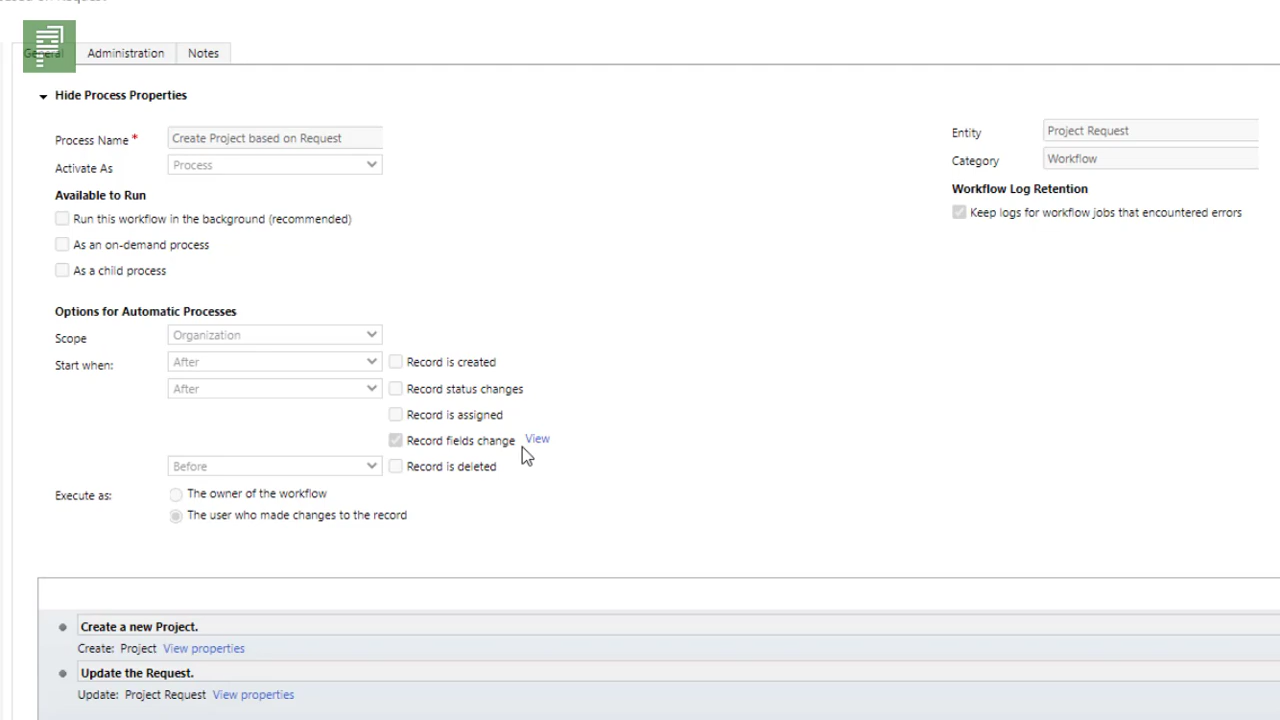 General
Administration
Notes
Hide Process Properties
Process Name *
Create Project based on Request
Activate As
Process
Entity
Project Request
Category
Workflow
Available to Run
Run this workflow in the background (recommended)
As an on-demand process
As a child process
Workflow Log Retention
Keep logs for workflow jobs that encountered errors
Options for Automatic Processes
Scope
Organization
Start when:
After
Record is created
After
Record status changes
Record is assigned
Record fields change View
Before
Record is deleted
Execute as:
The owner of the workflow
The user who made changes to the record
Create a new Project.
Create: Project View properties
Update the Request.
Update: Project Request View properties